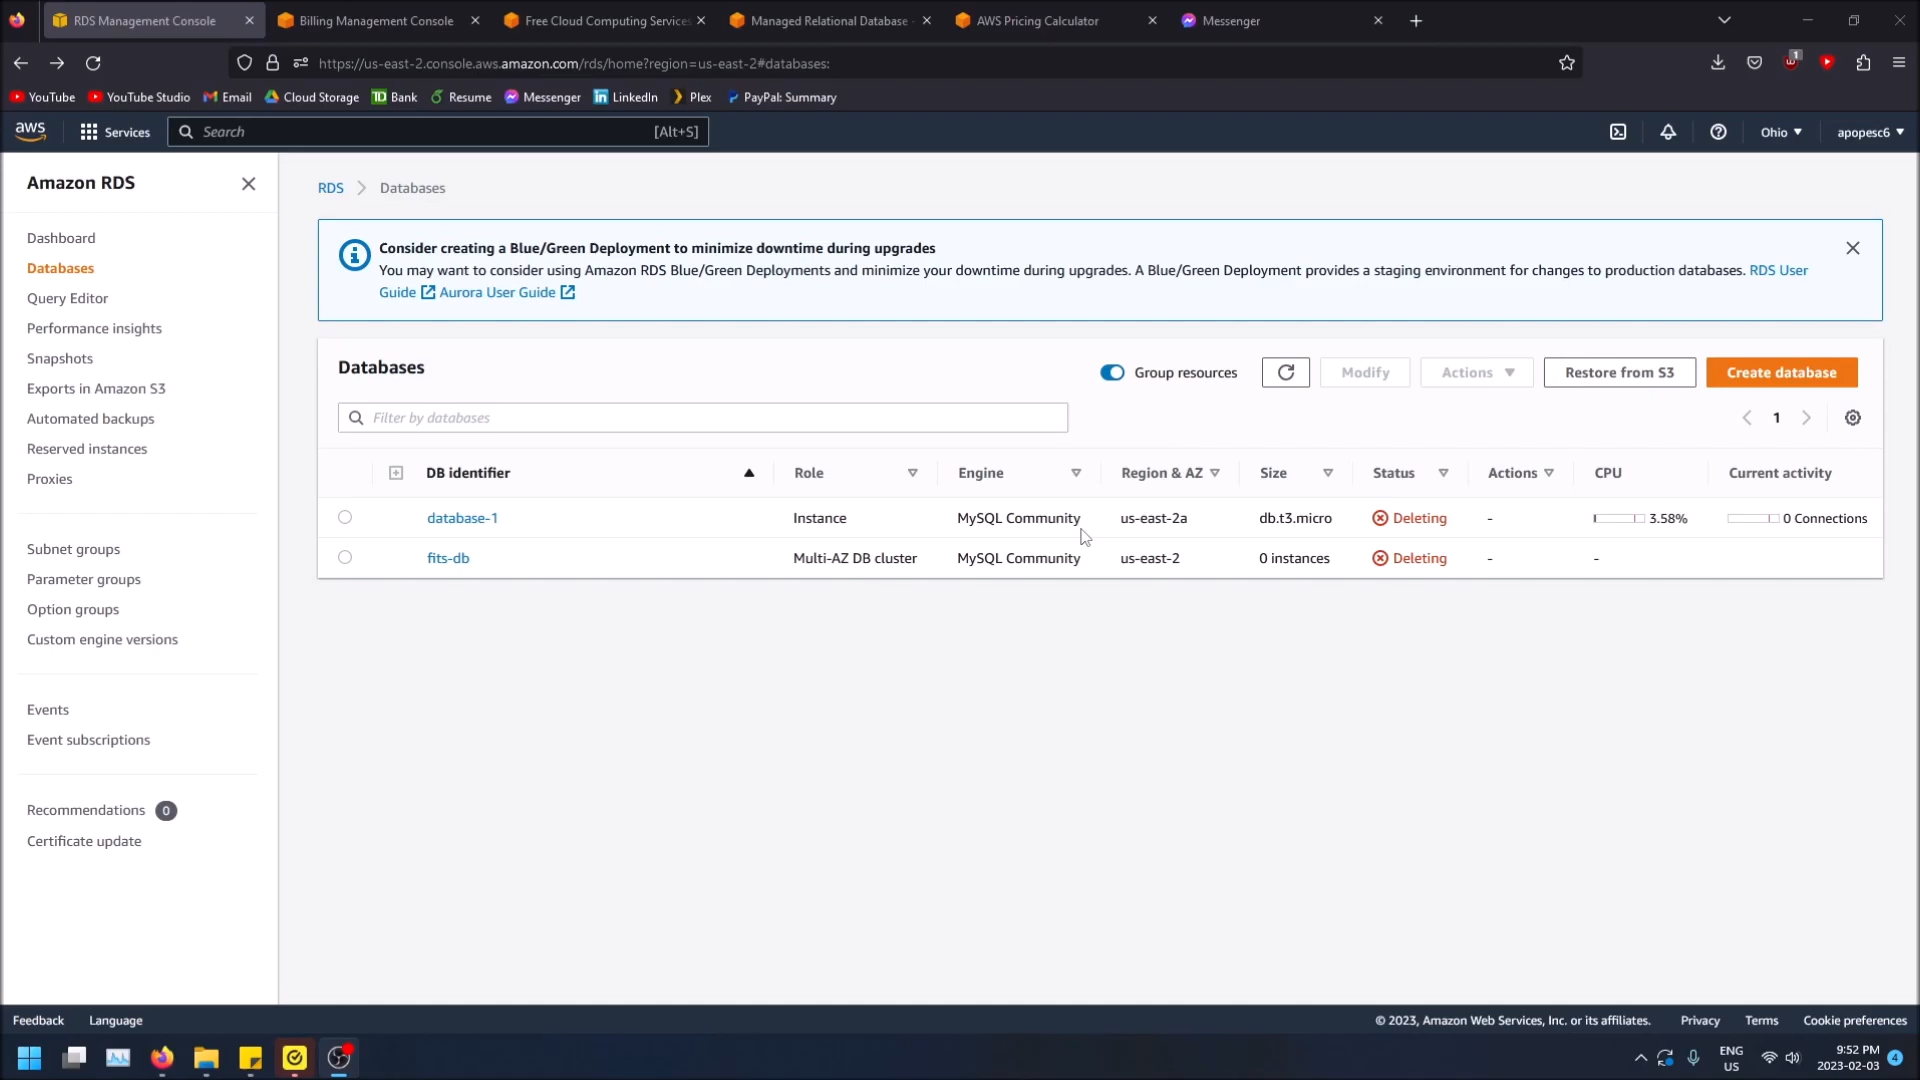 RDS Management Console
Billing Management Console
Free Cloud Computing Services
Managed Relational Database -
AWS Pricing Calculator
Messenger
https://us-east-2.console.aws.amazon.com/rds/home?region=us-east-2#databases:
1
YouTube
YouTube Studio
Email
Cloud Storage
Bank
Resume
Messenger
LinkedIn
Plex
PayPal: Summary
aws
Services
Search
[Alt+S]
Ohio
apopesc6
Amazon RDS
Dashboard
Databases
Query Editor
Performance insights
Snapshots
Exports in Amazon S3
Automated backups
Reserved instances
Proxies
Subnet groups
Parameter groups
Option groups
Custom engine versions
Events
Event subscriptions
Recommendations 0
Certificate update
RDS > Databases
Consider creating a Blue/Green Deployment to minimize downtime during upgrades
You may want to consider using Amazon RDS Blue/Green Deployments and minimize your downtime during upgrades. A Blue/Green Deployment provides a staging environment for changes to production databases. RDS User
Guide Aurora User Guide
Databases
Group resources
Modify
Actions
Restore from S3
Create database
Filter by databases
1
DB identifier Role Engine Region & AZ Size Status Actions CPU Current activity
database-1 Instance MySQL Community us-east-2a db.t3.micro Deleting - 3.58% 0 Connections
fits-db Multi-AZ DB cluster MySQL Community us-east-2 0 instances Deleting - -
Feedback
Language
© 2023, Amazon Web Services, Inc. or its affiliates.
Privacy
Terms
Cookie preferences
ENG
US
9:52 PM
2023-02-03
4